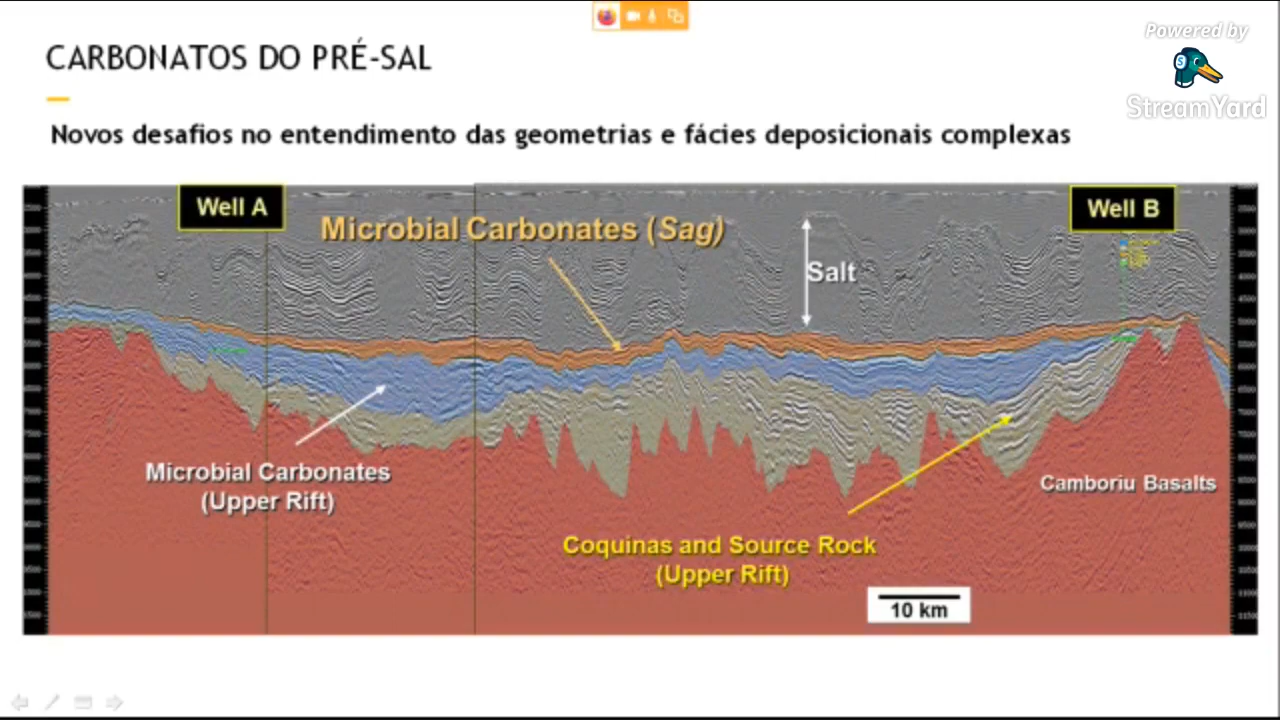 CARBONATOS DO PRÉ-SAL
Powered by
StreamYard
Novos desafios no entendimento das geometrias e fácies deposicionais complexas
Well A
Well B
Microbial Carbonates (Sag)
Salt
Microbial Carbonates
(Upper Rift)
Camboriu Basalts
Coquinas and Source Rock
(Upper Rift)
10 km